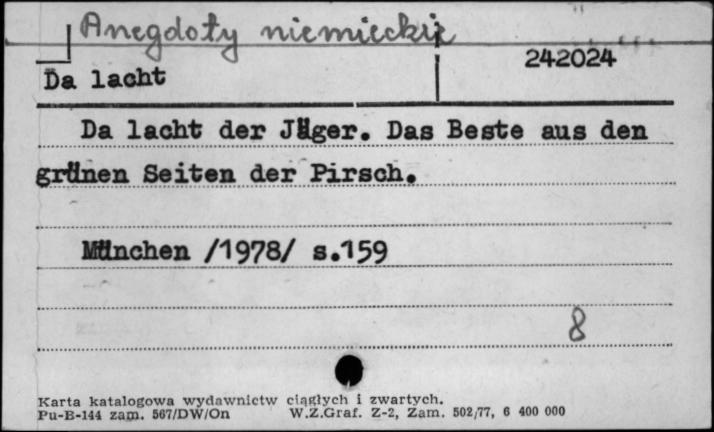 Anegdoty niemieckie
242024
Da lacht
Da lacht der Jäger. Das Beste aus den
grünen Seiten der Pirsch.
München /1978/ s.159
8
Karta katalogowa wydawnictw ciągłych i zwartych.
Pu-B-144 zam. 567/DW/On W.Z.Graf. Z-2, Zam. 502/77, 6 400 000